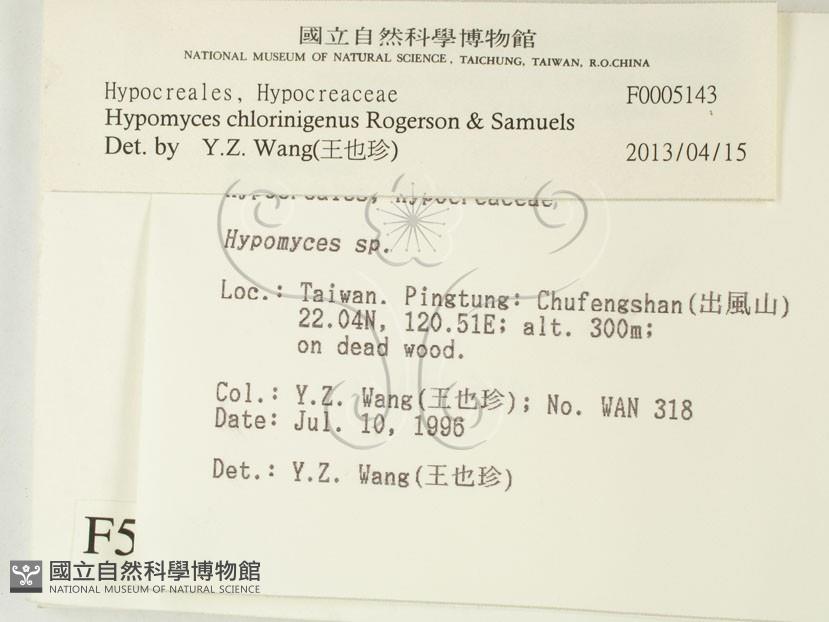 國立自然科學博物館
NATIONAL MUSEUM OF NATURAL SCIENCE, TAICHUNG, TAIWAN, R.O.CHINA
Hypocreales, Hypocreaceae F0005143
Hypomyces chlorinigenus Rogerson & Samuels
Det. by Y.Z. Wang(王也珍) 2013/04/15
Hypocreales, Hypocreaceae
Hypomyces sp.
Loc.: Taiwan. Pingtung: Chufengshan(出風山)
22.04N, 120.51E; alt. 300m;
on dead wood.
Col.: Y.Z. Wang(王也珍); No. WAN 318
Date: Jul. 10, 1996
Det.: Y.Z. Wang(王也珍)
F5
國立自然科學博物館
NATIONAL MUSEUM OF NATURAL SCIENCE